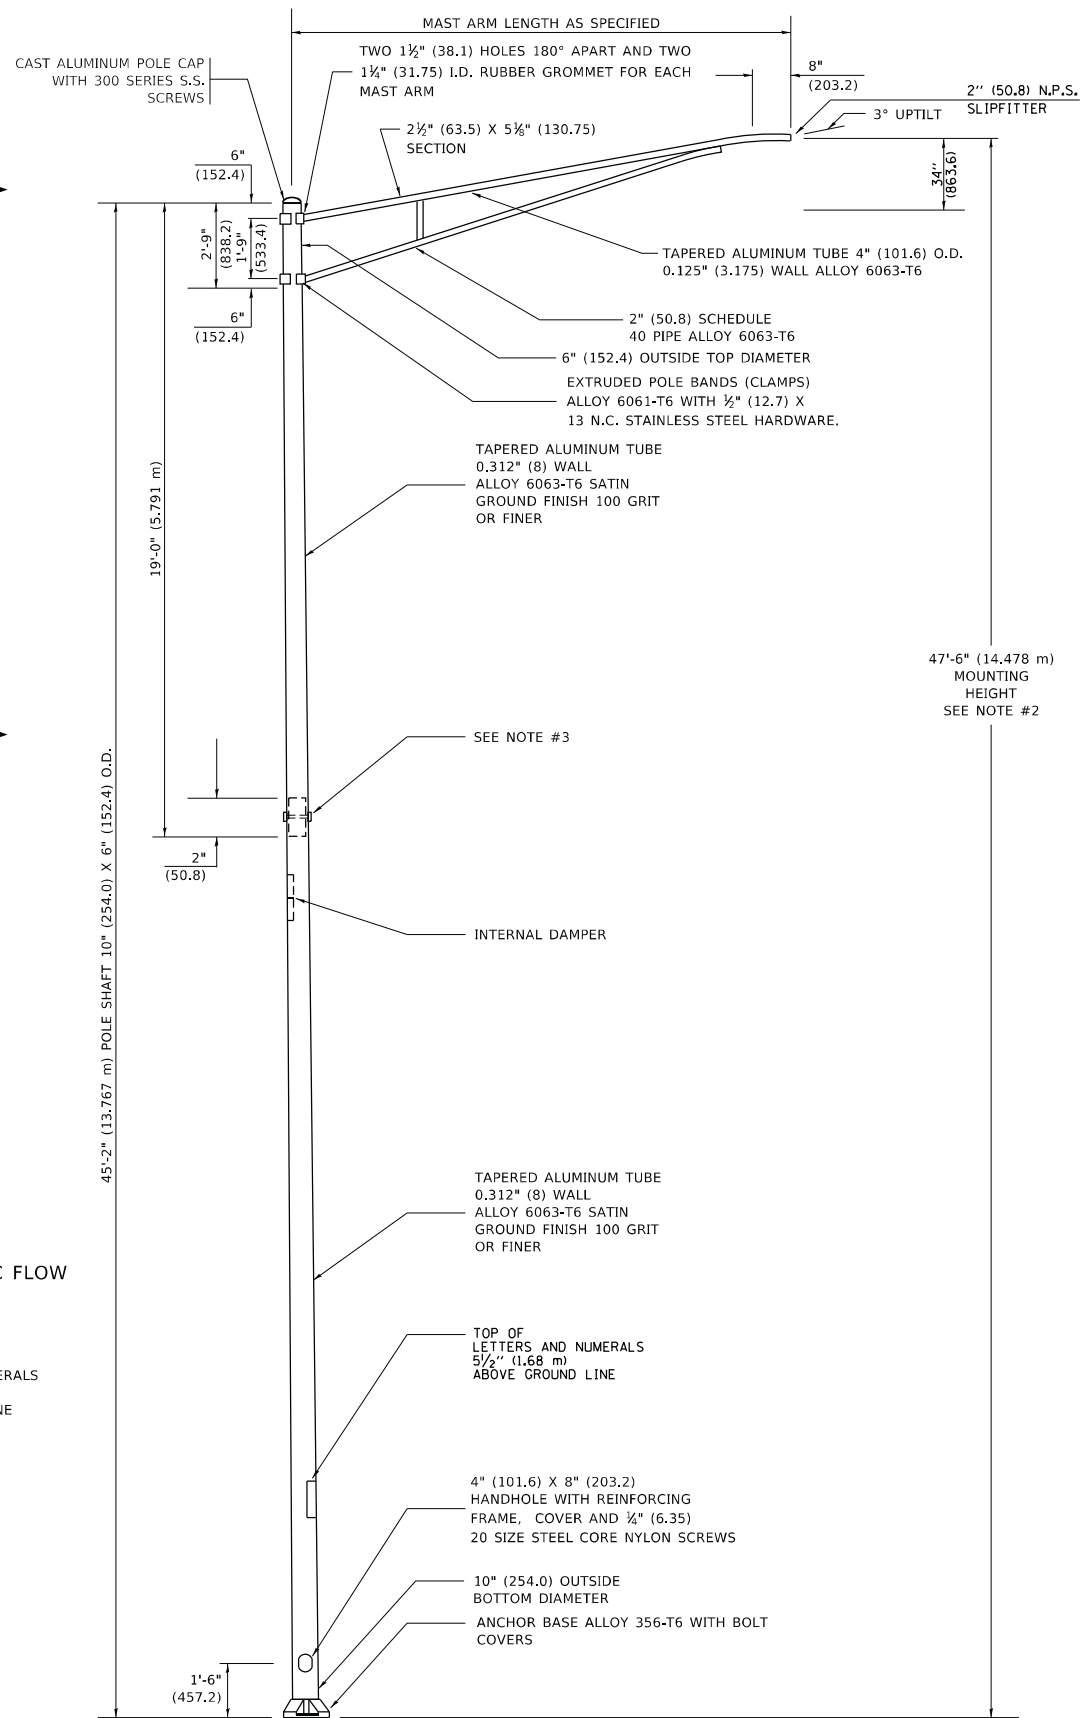 MAST ARM LENGTH AS SPECIFIED
CAST ALUMINUM POLE CAP
WITH 300 SERIES S.S.
SCREWS
TWO 1½" (38.1) HOLES 180° APART AND TWO
1¼" (31.75) I.D. RUBBER GROMMET FOR EACH
MAST ARM
8"
(203.2)
2'' (50.8) N.P.S.
SLIPFITTER
3° UPTILT
2½" (63.5) X 5⅛" (130.75)
SECTION
6"
(152.4)
34''
(863.6)
2'-9"
(838.2)
1'-9"
(533.4)
TAPERED ALUMINUM TUBE 4" (101.6) O.D.
0.125" (3.175) WALL ALLOY 6063-T6
6"
(152.4)
2" (50.8) SCHEDULE
40 PIPE ALLOY 6063-T6
6" (152.4) OUTSIDE TOP DIAMETER
EXTRUDED POLE BANDS (CLAMPS)
ALLOY 6061-T6 WITH ½" (12.7) X
13 N.C. STAINLESS STEEL HARDWARE.
TAPERED ALUMINUM TUBE
0.312" (8) WALL
ALLOY 6063-T6 SATIN
GROUND FINISH 100 GRIT
OR FINER
19'-0" (5.791 m)
47'-6" (14.478 m)
MOUNTING
HEIGHT
SEE NOTE #2
SEE NOTE #3
45'-2" (13.767 m) POLE SHAFT 10" (254.0) X 6" (152.4) O.D.
2"
(50.8)
INTERNAL DAMPER
TAPERED ALUMINUM TUBE
0.312" (8) WALL
ALLOY 6063-T6 SATIN
GROUND FINISH 100 GRIT
OR FINER
FLOW
TOP OF
LETTERS AND NUMERALS
5½'' (1.68 m)
ABOVE GROUND LINE
ERALS
NE
4" (101.6) X 8" (203.2)
HANDHOLE WITH REINFORCING
FRAME, COVER AND ¼" (6.35)
20 SIZE STEEL CORE NYLON SCREWS
10" (254.0) OUTSIDE
BOTTOM DIAMETER
ANCHOR BASE ALLOY 356-T6 WITH BOLT
COVERS
1'-6"
(457.2)